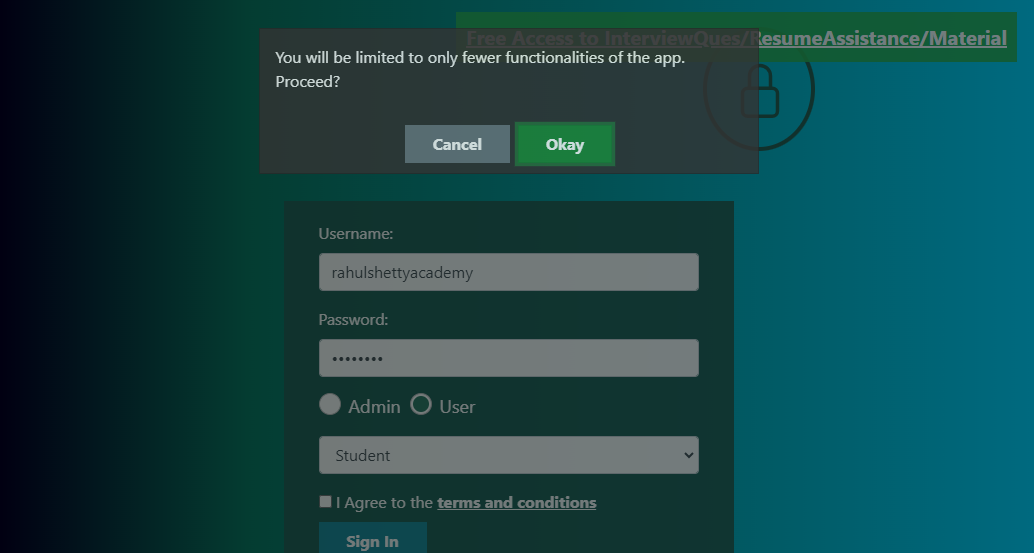 Free Access to InterviewQues/ResumeAssistance/Material
You will be limited to only fewer functionalities of the app.
Proceed?
Cancel Okay
Username:
rahulshettyacademy
Password:
••••••••
Admin User
Student
I Agree to the terms and conditions
Sign In